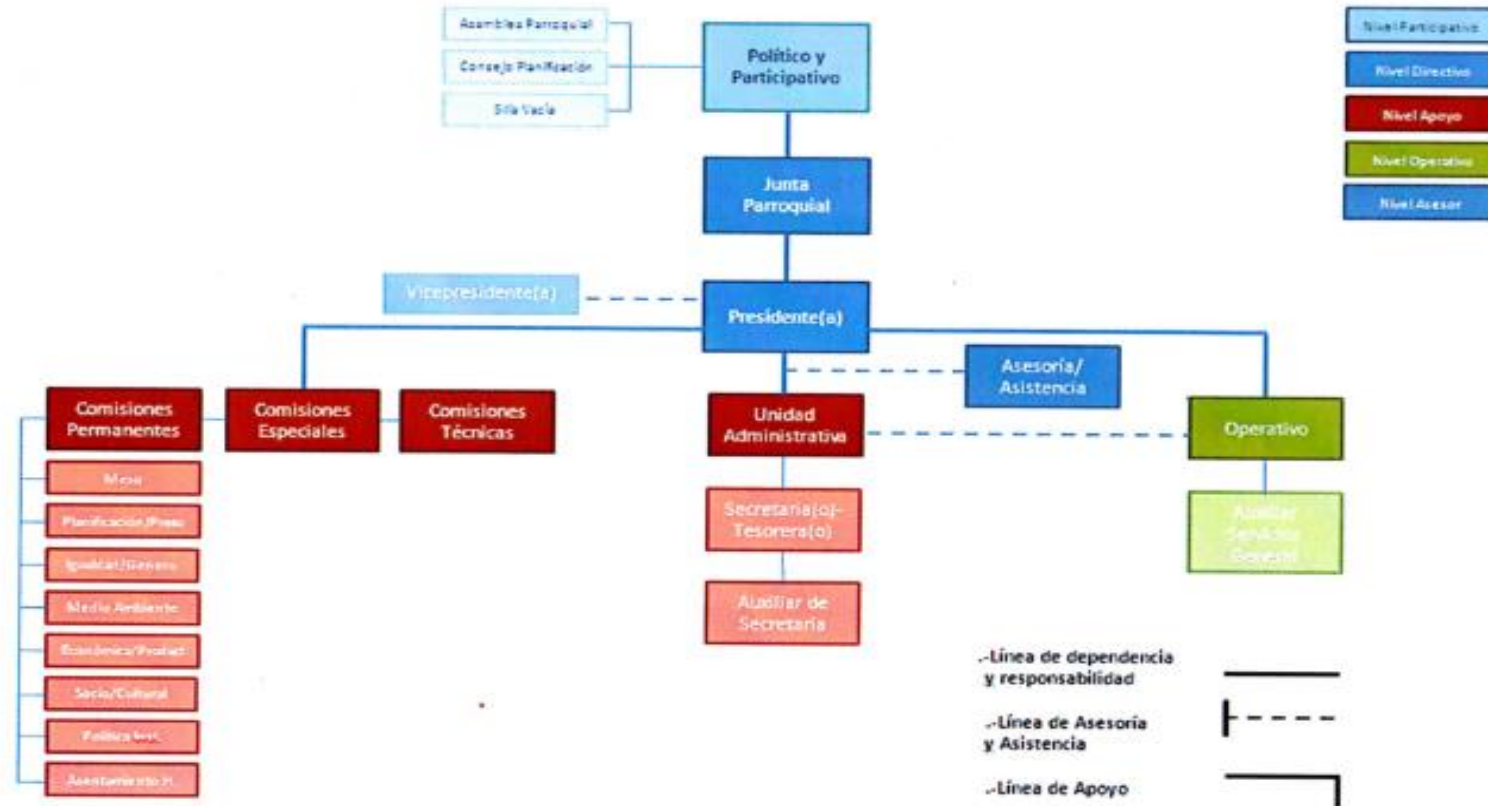 Asamblea Parroquial
Consejo Planificación
Silla Vacía
Político y
Participativo
Nivel Participativo
Nivel Directivo
Nivel Apoyo
Nivel Operativo
Nivel Asesor
Junta
Parroquial
Vicepresidente(a)
Presidente(a)
Asesoría/
Asistencia
Comisiones
Permanentes
Comisiones
Especiales
Comisiones
Técnicas
Unidad
Administrativa
Operativo
Mesa
Planificación/Presu
Igualdad/Genero
Medio Ambiente
Económica/Product
Socio/Cultural
Política
Asentamiento H.
Secretaria(o)-
Tesorera(o)
Auxiliar de
Secretaría
Auxiliar
Servicios
General
.-Línea de dependencia
y responsabilidad
.-Línea de Asesoría
y Asistencia
.-Línea de Apoyo